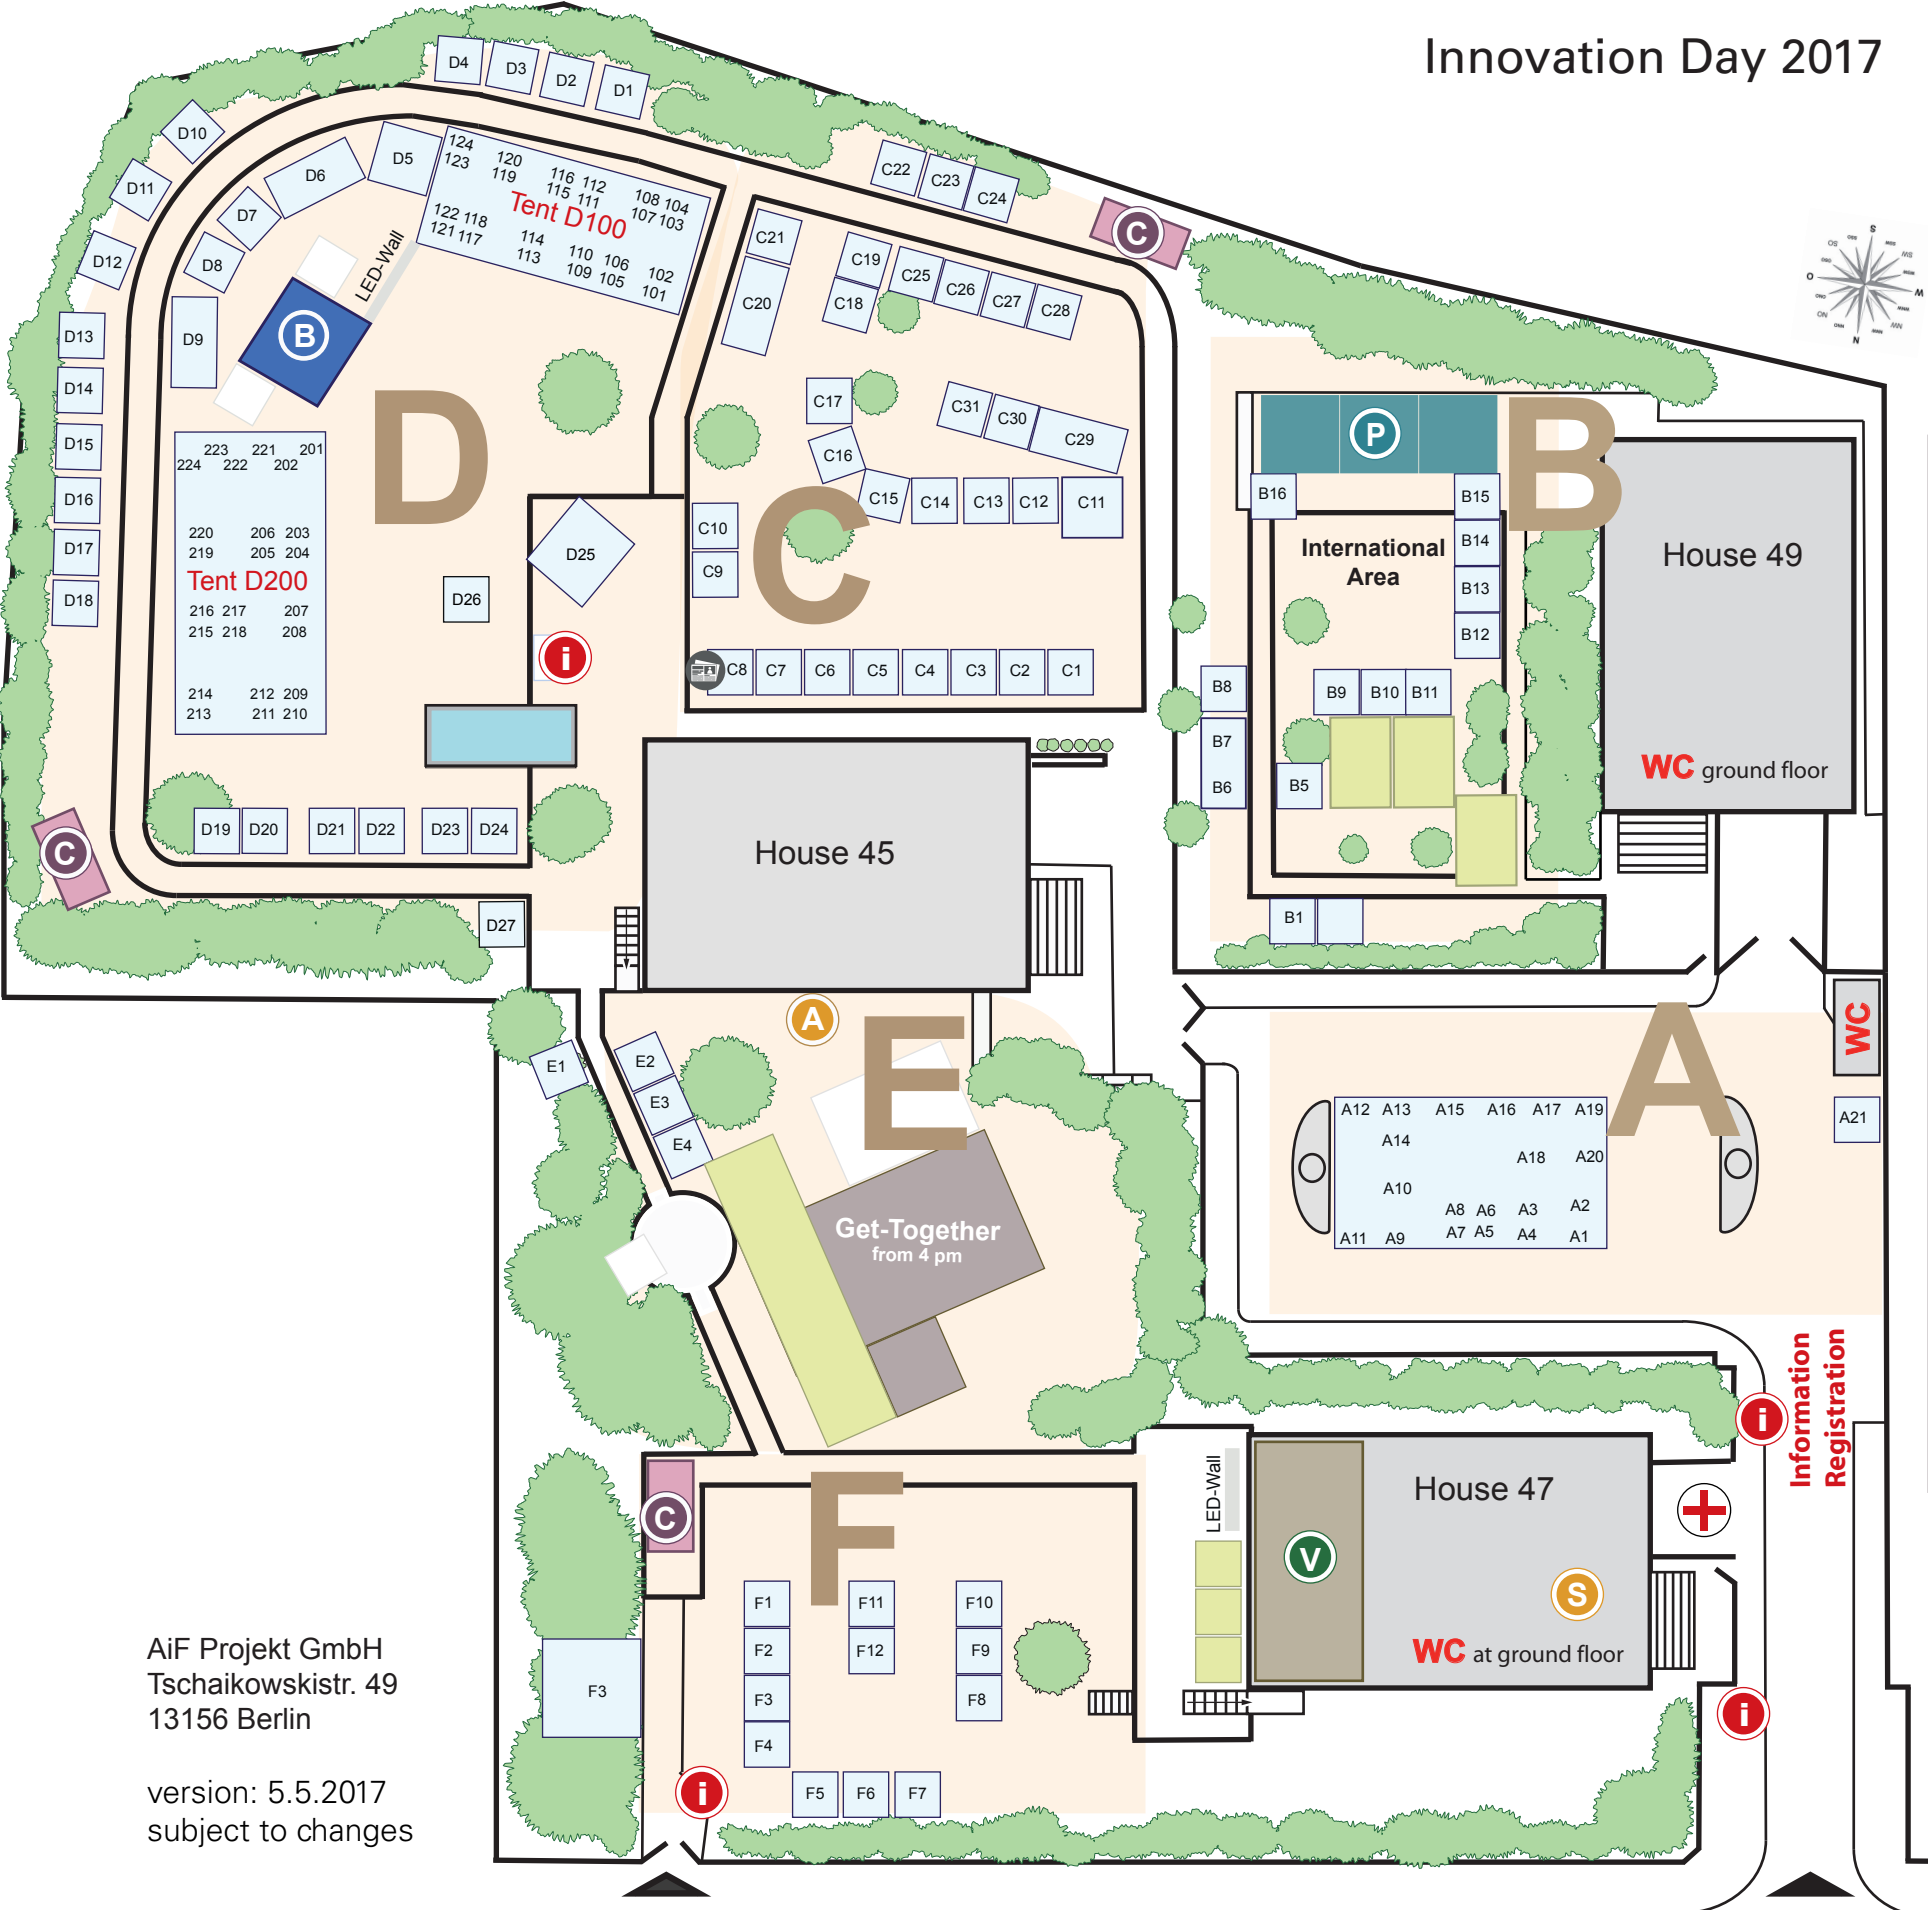 Innovation Day 2017
D4 D3 D2 D1
D10
D11
D12
D5
D6
D7
D8
D9
D13
D14
D15
D16
D17
D18
LED-Wall
B
124 120 116 112 108 104
123 119 115 111 107 103
Tent D100
122 118 114 110 106 102
121 117 113 109 105 101
D
223 221 201
224 222 202
220 206 203
219 205 204
Tent D200
216 217 207
215 218 208
214 212 209
213 211 210
D25
D26
i
D19 D20 D21 D22 D23 D24
C
D27
C22 C23 C24
C
C21
C20
C19
C18
C25 C26 C27 C28
C17
C16
C31 C30 C29
C15 C14 C13 C12 C11
C10
C9
C
C8 C7 C6 C5 C4 C3 C2 C1
S
SW
W
NW
N
NO
O
SO
P
B
B16 B15
B14
B13
B12
International
Area
B9 B10 B11
B8
B7
B6
B5
B1
House 49
WC ground floor
House 45
A
E
E1
E2
E3
E4
Get-Together
from 4 pm
WC
A
A21
A12 A13 A15 A16 A17 A19
A14
A18 A20
A10
A8 A6 A3 A2
A11 A9 A7 A5 A4 A1
Information
Registration
i
C
F
LED-Wall
House 47
V
S
WC at ground floor
F1 F11 F10
F2 F12 F9
F3 F8
F4
F5 F6 F7
F3
i
i
AiF Projekt GmbH
Tschaikowskistr. 49
13156 Berlin
version: 5.5.2017
subject to changes